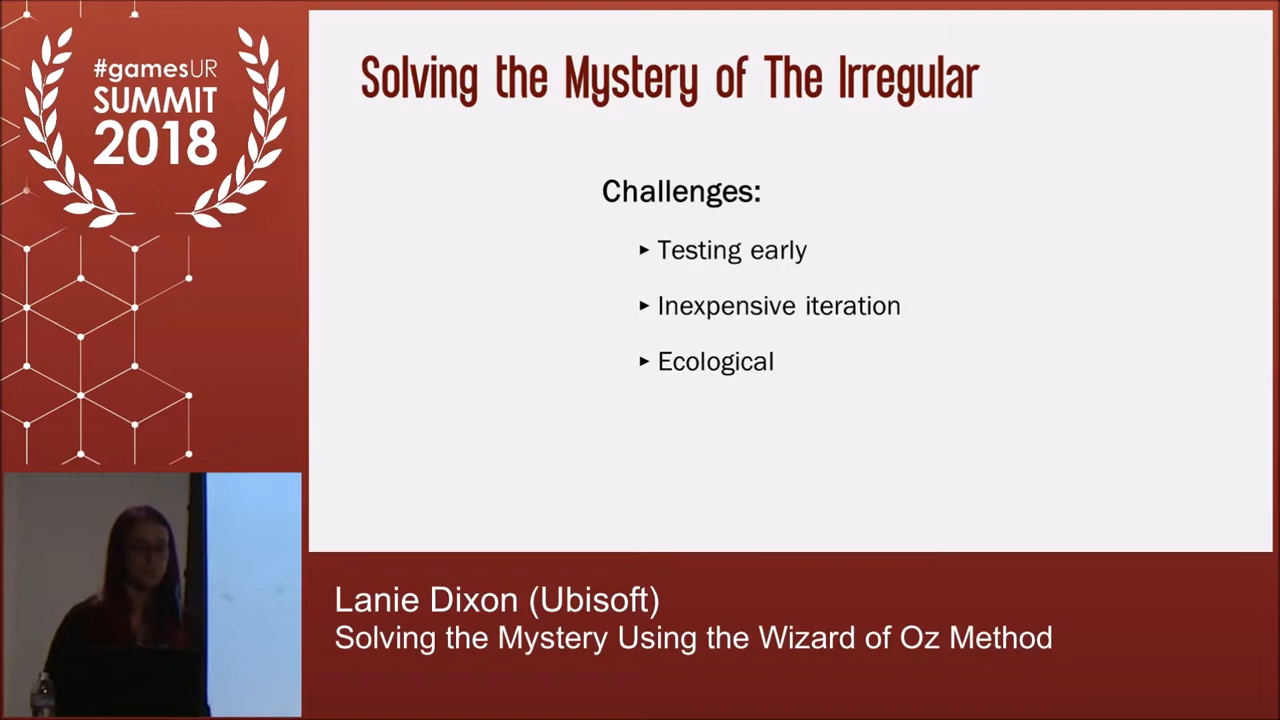 #gamesUR
SUMMIT
2018
Solving the Mystery of The Irregular
Challenges:
▸ Testing early
▸ Inexpensive iteration
▸ Ecological
Lanie Dixon (Ubisoft)
Solving the Mystery Using the Wizard of Oz Method